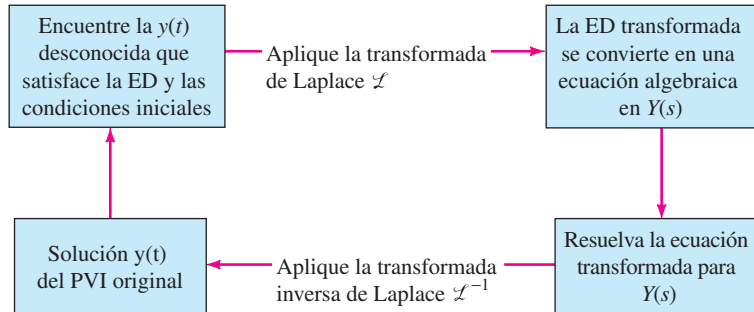 Encuentre la y(t)
desconocida que
satisface la ED y las
condiciones iniciales
Aplique la transformada
de Laplace ℒ
La ED transformada
se convierte en una
ecuación algebraica
en Y(s)
Solución y(t)
del PVI original
Aplique la transformada
inversa de Laplace ℒ⁻¹
Resuelva la ecuación
transformada para
Y(s)